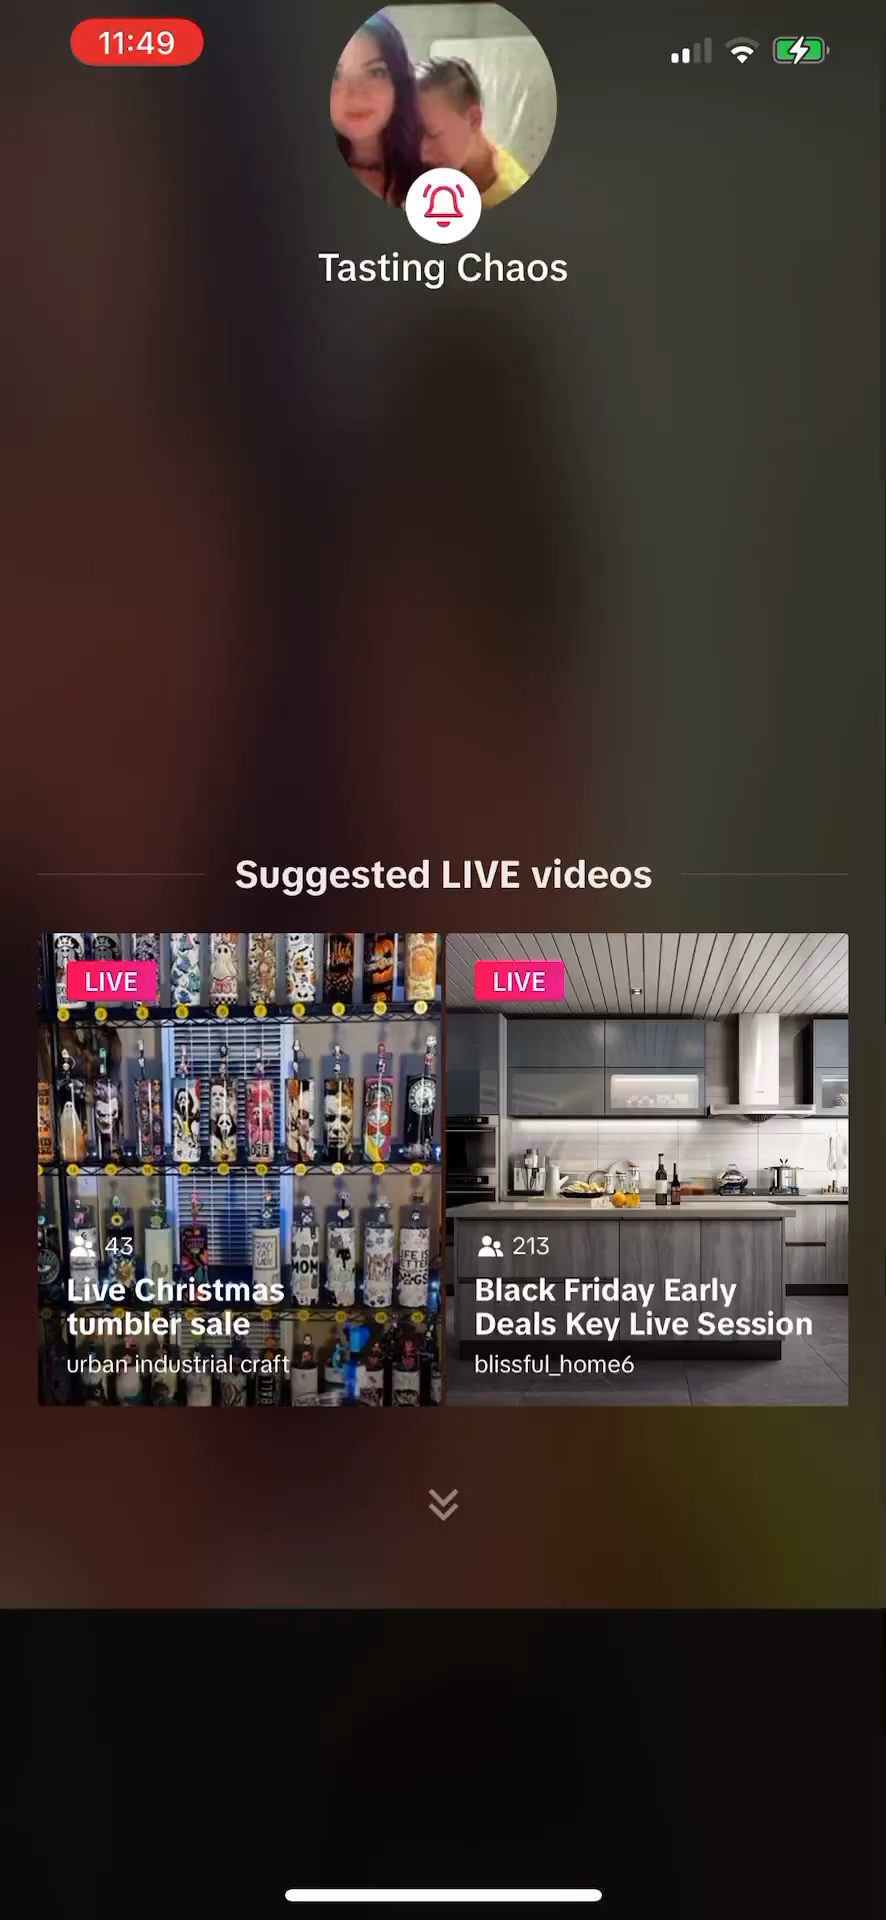 11:49
Tasting Chaos
Suggested LIVE videos
LIVE
43
Live Christmas
tumbler sale
urban industrial craft
LIVE
213
Black Friday Early
Deals Key Live Session
blissful_home6